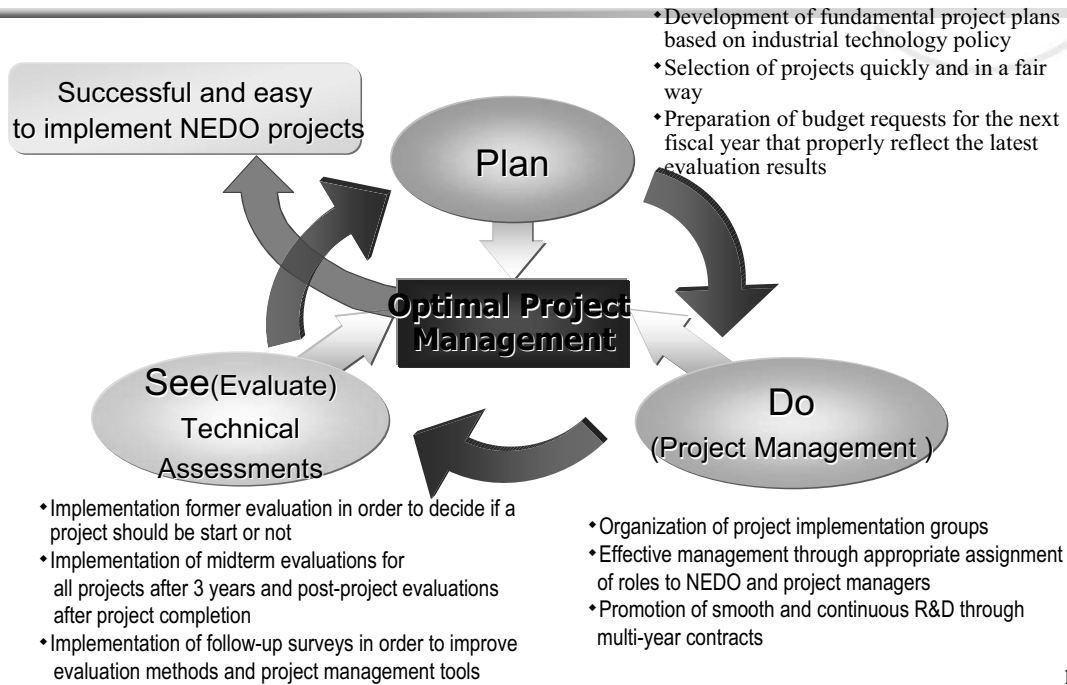 Successful and easy
to implement NEDO projects
Plan
◆Development of fundamental project plans
based on industrial technology policy
◆Selection of projects quickly and in a fair
way
◆Preparation of budget requests for the next
fiscal year that properly reflect the latest
evaluation results
Optimal Project
Management
See(Evaluate)
Technical
Assessments
Do
(Project Management )
◆Implementation former evaluation in order to decide if a
project should be start or not
◆Implementation of midterm evaluations for
all projects after 3 years and post-project evaluations
after project completion
◆Implementation of follow-up surveys in order to improve
evaluation methods and project management tools
◆Organization of project implementation groups
◆Effective management through appropriate assignment
of roles to NEDO and project managers
◆Promotion of smooth and continuous R&D through
multi-year contracts